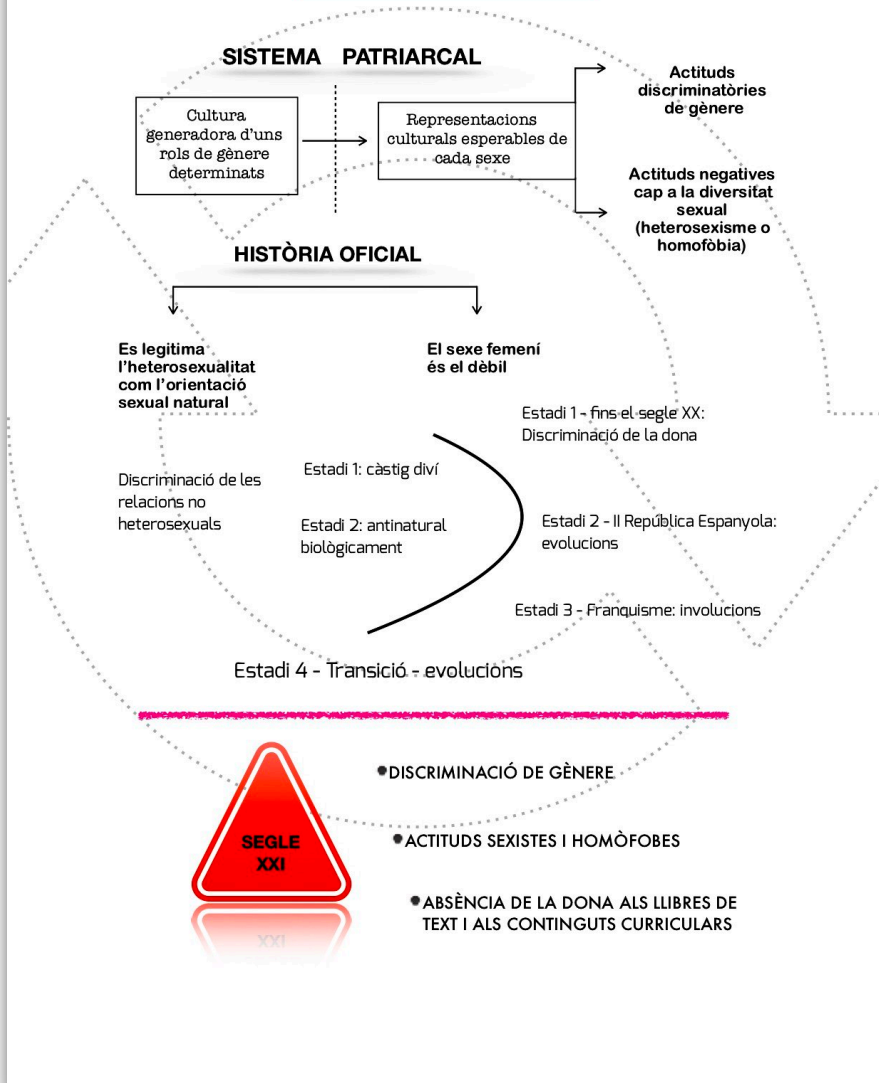 SISTEMA PATRIARCAL
Cultura
generadora d'uns
rols de gènere
determinats
Representacions
culturals esperables de
cada sexe
Actituds
discriminatòries
de gènere
Actituds negatives
cap a la diversitat
sexual
(heterosexisme o
homofòbia)
HISTÒRIA OFICIAL
Es legitima
l'heterosexualitat
com l'orientació
sexual natural
El sexe femení
és el dèbil
Discriminació de les
relacions no
heterosexuals
Estadi 1: càstig diví
Estadi 2: antinatural
biològicament
Estadi 1 - fins el segle XX:
Discriminació de la dona
Estadi 2 - II República Espanyola:
evolucions
Estadi 3 - Franquisme: involucions
Estadi 4 - Transició - evolucions
SEGLE
XXI
•DISCRIMINACIÓ DE GÈNERE
•ACTITUDS SEXISTES I HOMÒFOBES
•ABSÈNCIA DE LA DONA ALS LLIBRES DE
TEXT I ALS CONTINGUTS CURRICULARS